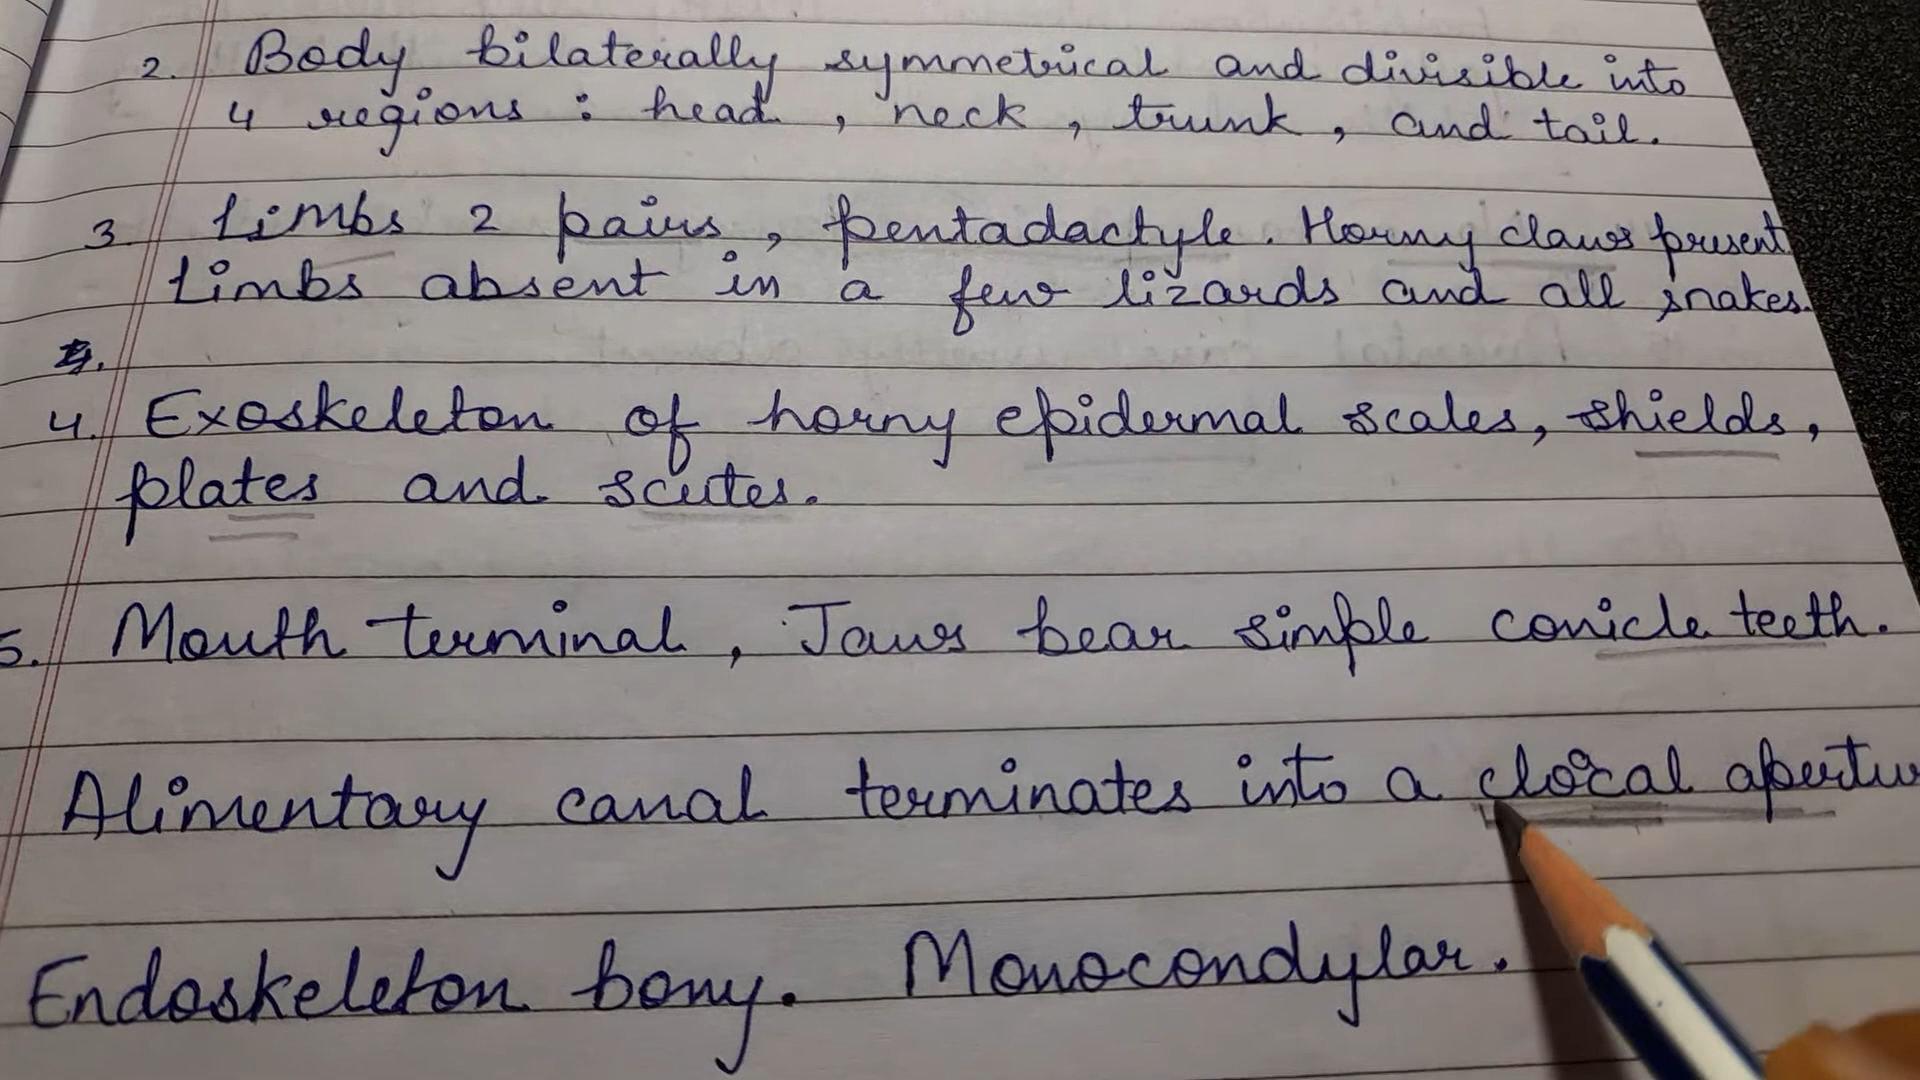 2. Body bilaterally symmetrical and divisible into
4 regions : head , neck , trunk , and tail.
3. Limbs 2 pairs , pentadactyle. Horny claws present
Limbs absent in a few lizards and all snakes.
4. Exoskeleton of horny epidermal scales, shields,
plates and scutes.
5. Mouth terminal , Jaws bear simple conicle teeth.
Alimentary canal terminates into a clocal apertu
Endoskeleton bony. Monocondylar.